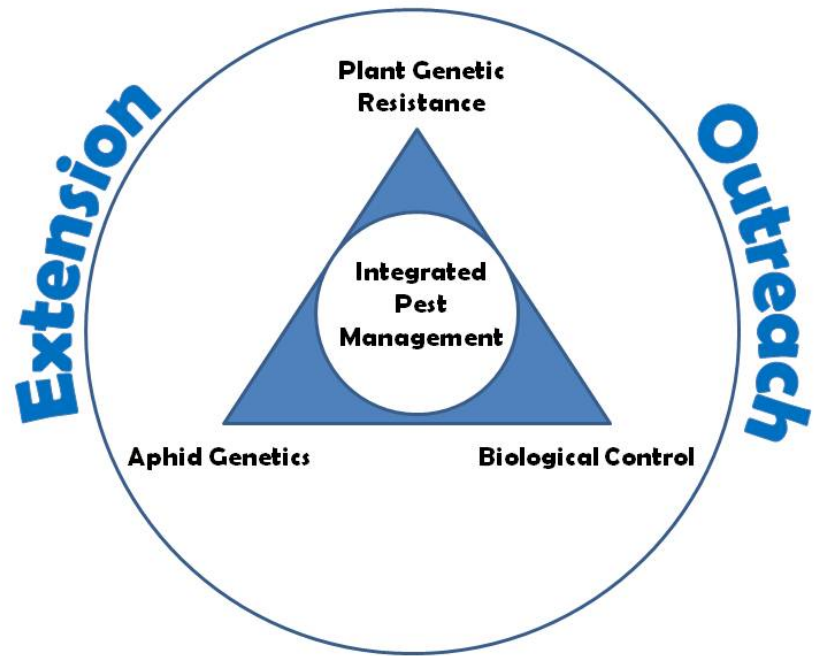 Plant Genetic
Resistance
Extension
Outreach
Integrated
Pest
Management
Aphid Genetics
Biological Control